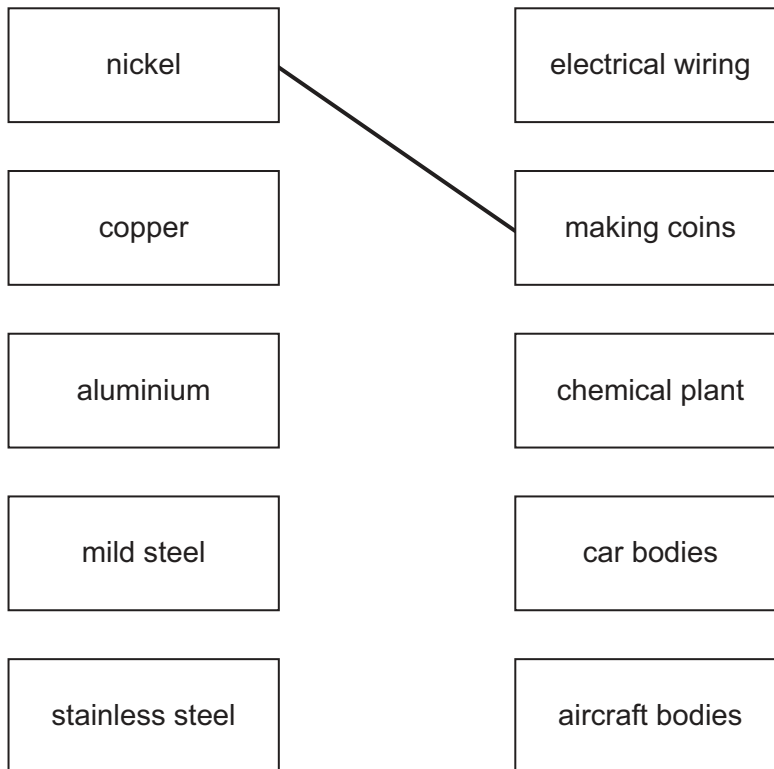 nickel
electrical wiring
copper
making coins
aluminium
chemical plant
mild steel
car bodies
stainless steel
aircraft bodies